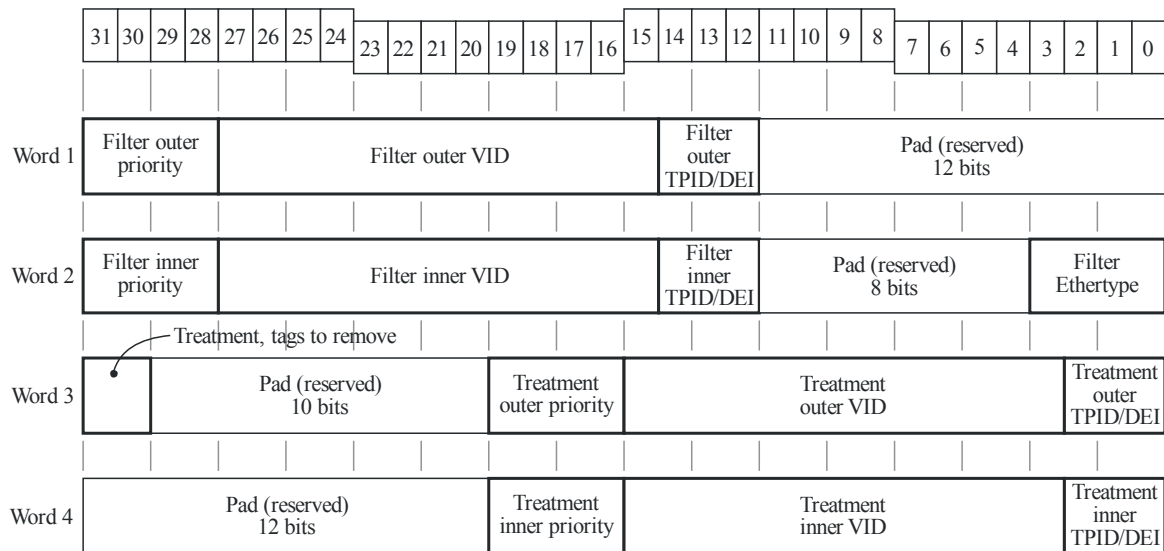 31 30 29 28 27 26 25 24 23 22 21 20 19 18 17 16 15 14 13 12 11 10 9 8 7 6 5 4 3 2 1 0
Word 1
Filter outer
priority
Filter outer VID
Filter
outer
TPID/DEI
Pad (reserved)
12 bits
Word 2
Filter inner
priority
Filter inner VID
Filter
inner
TPID/DEI
Pad (reserved)
8 bits
Filter
Ethertype
Treatment, tags to remove
Word 3
Pad (reserved)
10 bits
Treatment
outer priority
Treatment
outer VID
Treatment
outer
TPID/DEI
Word 4
Pad (reserved)
12 bits
Treatment
inner priority
Treatment
inner VID
Treatment
inner
TPID/DEI